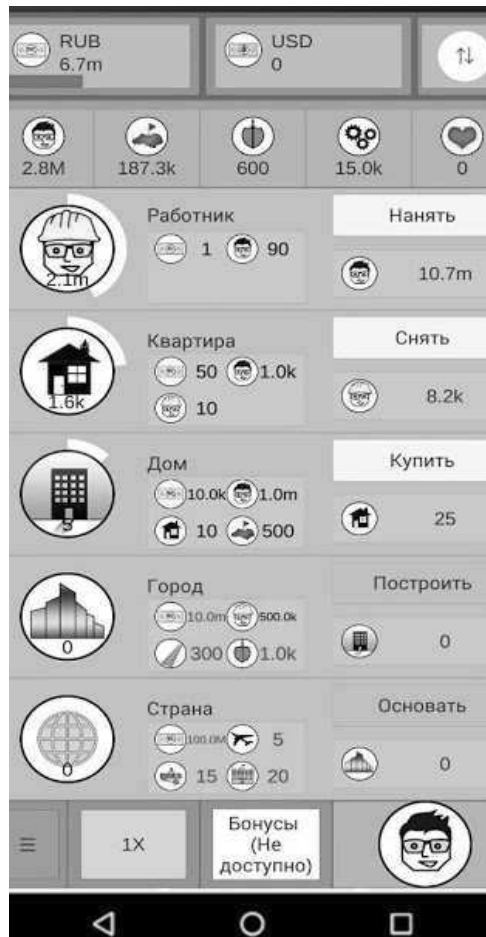 RUB
6.7m
USD
0
2.8M 187.3k 600 15.0k 0
Работник
Нанять
1 90
2.1m
10.7m
Квартира
Снять
50 1.0k
1.6k
10
8.2k
Дом
Купить
10.0k 1.0m
5
10 500
25
Город
Построить
10.0m 500.0k
0
300 1.0k
0
Страна
Основать
100.0M 5
0
15 20
0
1X
Бонусы
(Не
доступно)